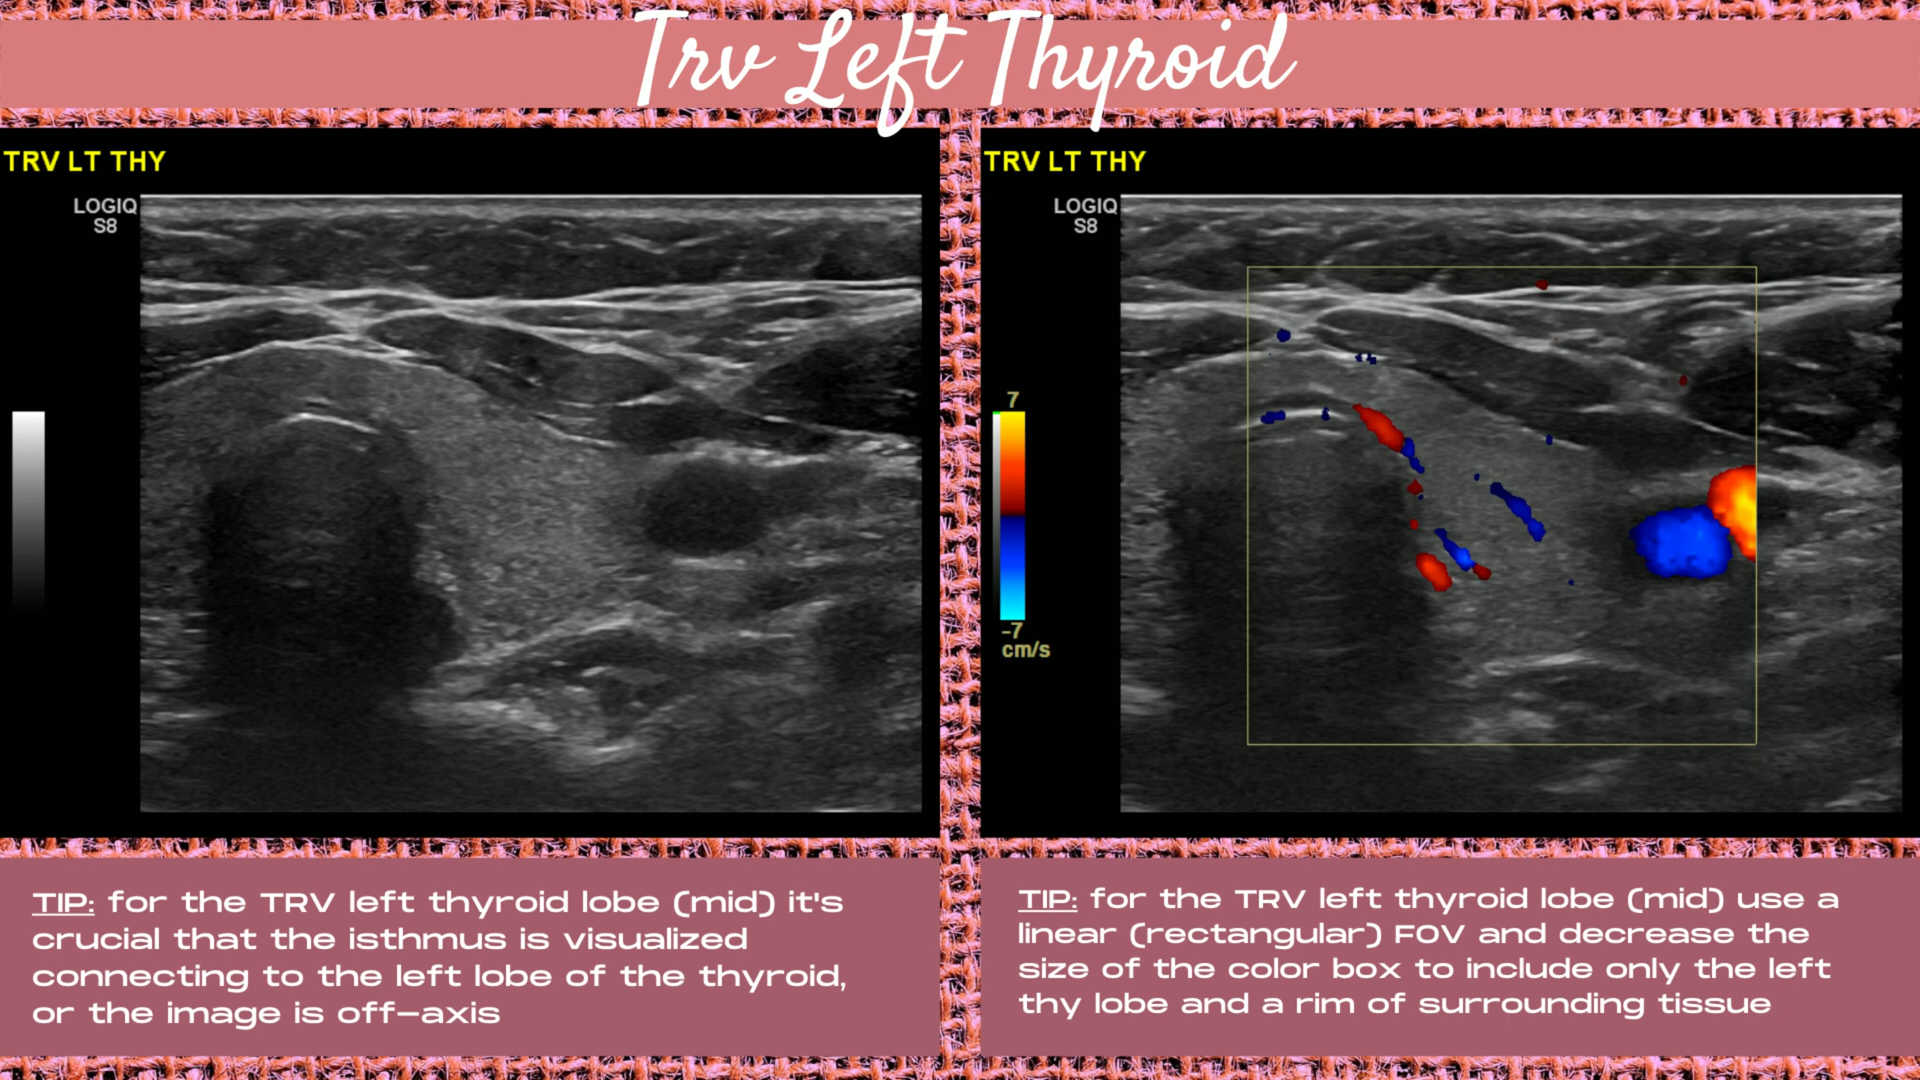 Trv Left Thyroid
TRV LT THY
LOGIQ
S8
TIP: for the TRV left thyroid lobe (mid) it's
crucial that the isthmus is visualized
connecting to the left lobe of the thyroid,
or the image is off-axis
TRV LT THY
LOGIQ
S8
7
-7
cm/s
TIP: for the TRV left thyroid lobe (mid) use a
linear (rectangular) FOV and decrease the
size of the color box to include only the left
thy lobe and a rim of surrounding tissue